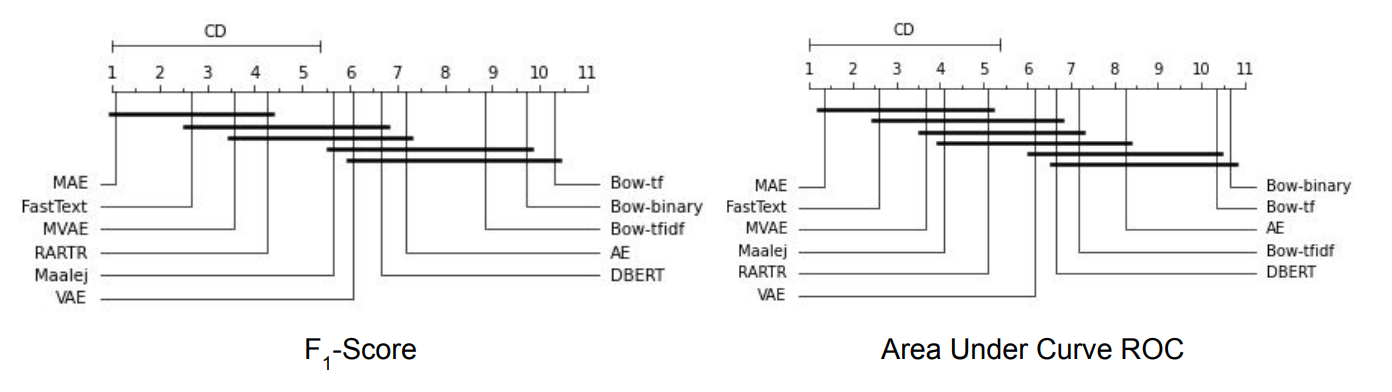 CD
1 2 3 4 5 6 7 8 9 10 11
MAE
FastText
MVAE
RARTR
Maalej
VAE
Bow-tf
Bow-binary
Bow-tfidf
AE
DBERT
F1-Score
CD
1 2 3 4 5 6 7 8 9 10 11
MAE
FastText
MVAE
Maalej
RARTR
VAE
Bow-binary
Bow-tf
AE
Bow-tfidf
DBERT
Area Under Curve ROC